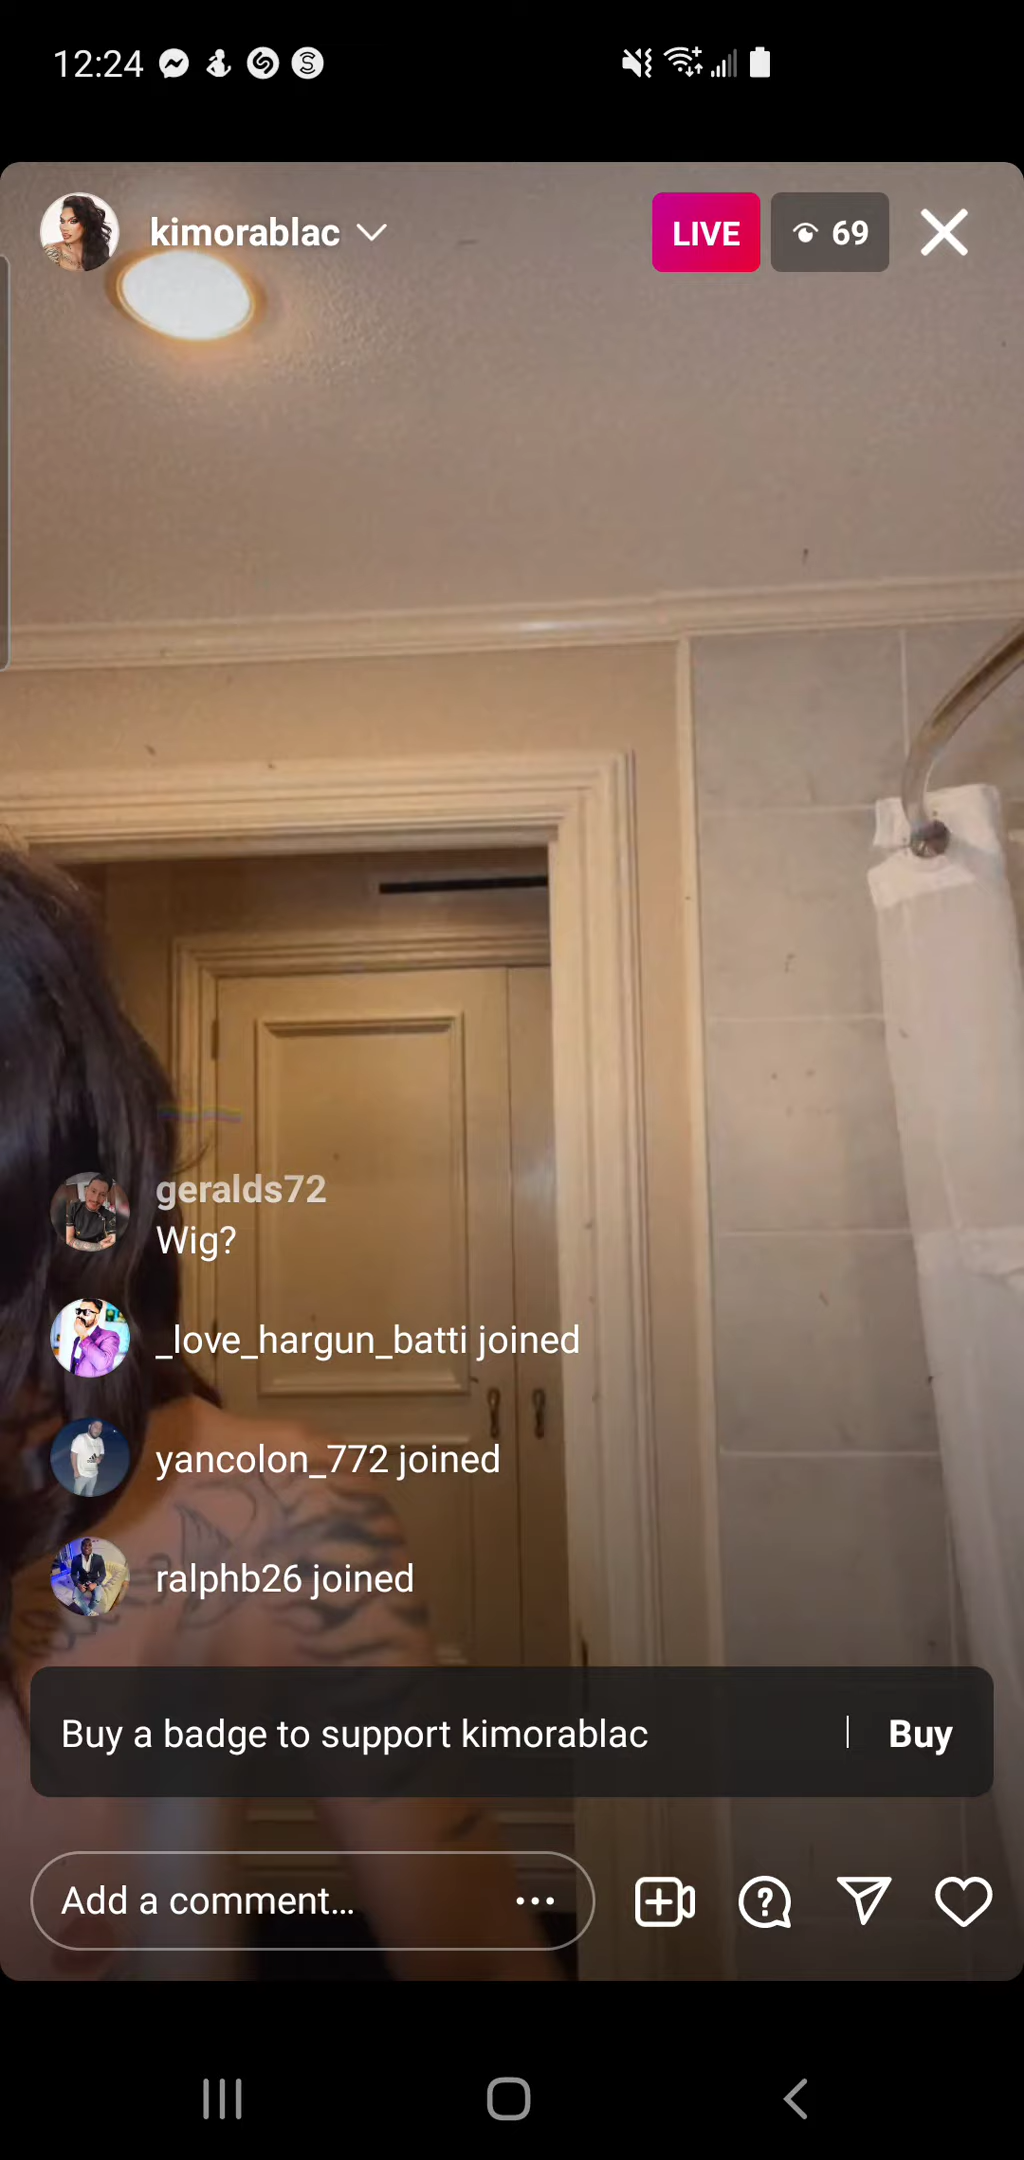 12:24
kimorablac
LIVE
69
geralds72
Wig?
_love_hargun_batti joined
yancolon_772 joined
ralphb26 joined
Buy a badge to support kimorablac | Buy
Add a comment...